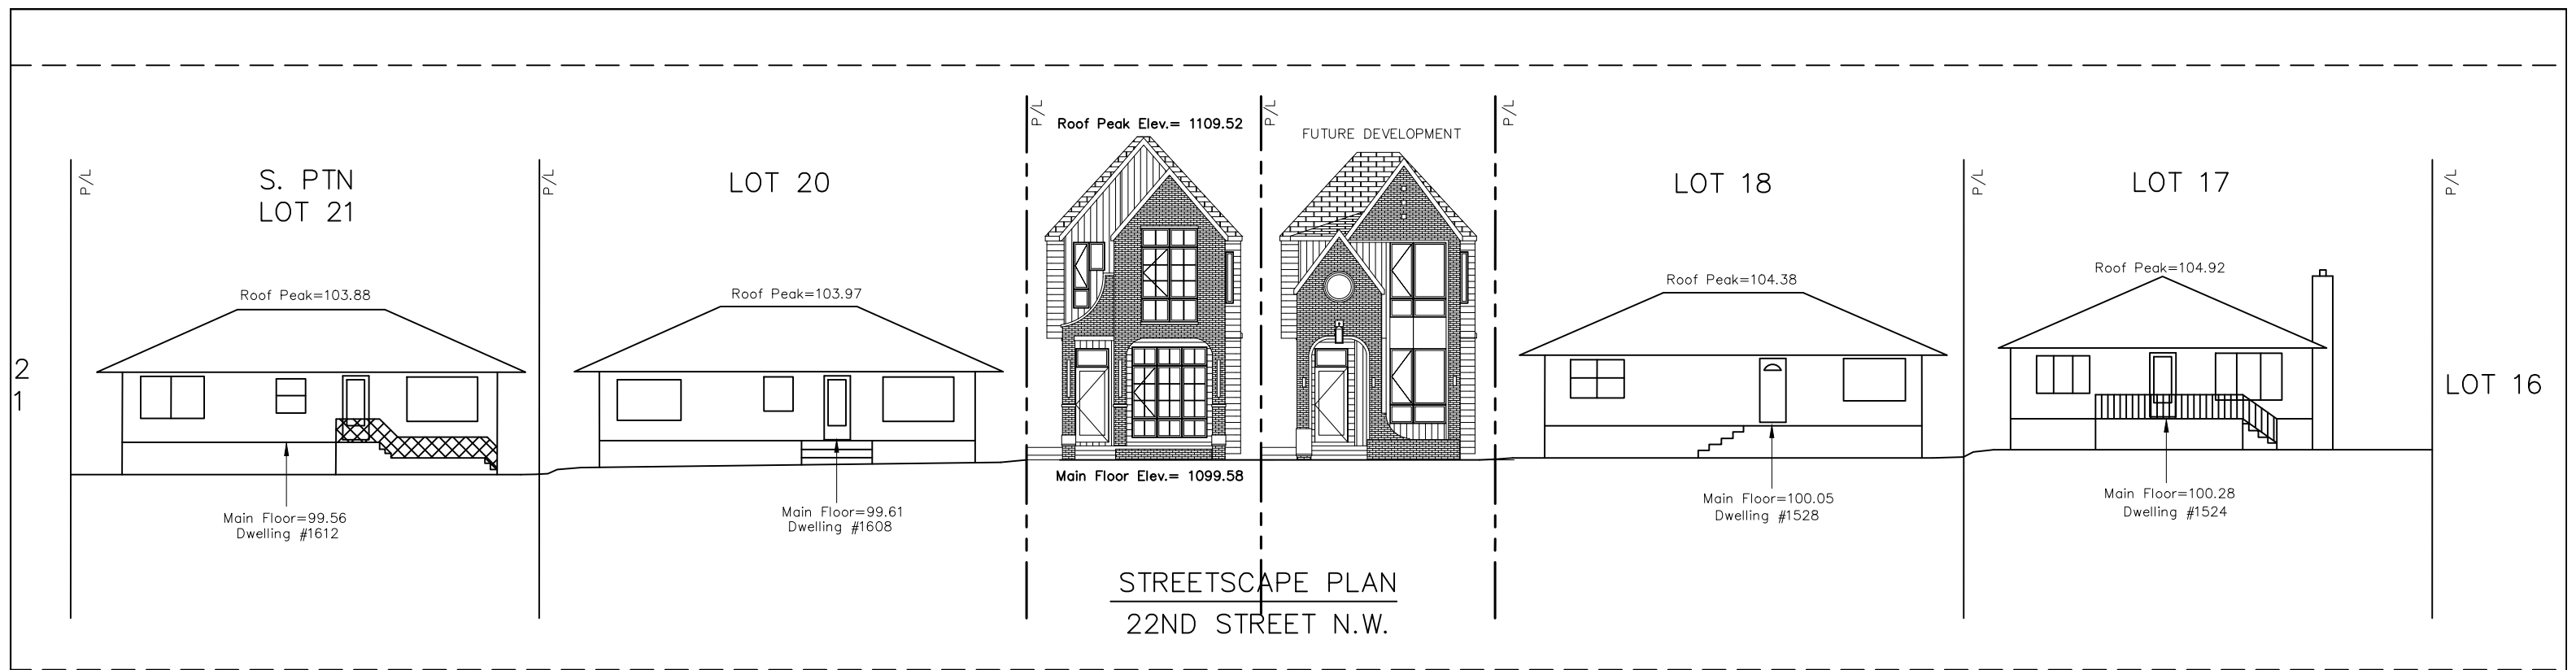 P/L
S. PTN
LOT 21
Roof Peak=103.88
Main Floor=99.56
Dwelling #1612
2
1
P/L
LOT 20
Roof Peak=103.97
Main Floor=99.61
Dwelling #1608
P/L
Roof Peak Elev.= 1109.52
Main Floor Elev.= 1099.58
P/L
FUTURE DEVELOPMENT
P/L
LOT 18
Roof Peak=104.38
Main Floor=100.05
Dwelling #1528
P/L
LOT 17
Roof Peak=104.92
Main Floor=100.28
Dwelling #1524
P/L
LOT 16
STREETSCAPE PLAN
22ND STREET N.W.